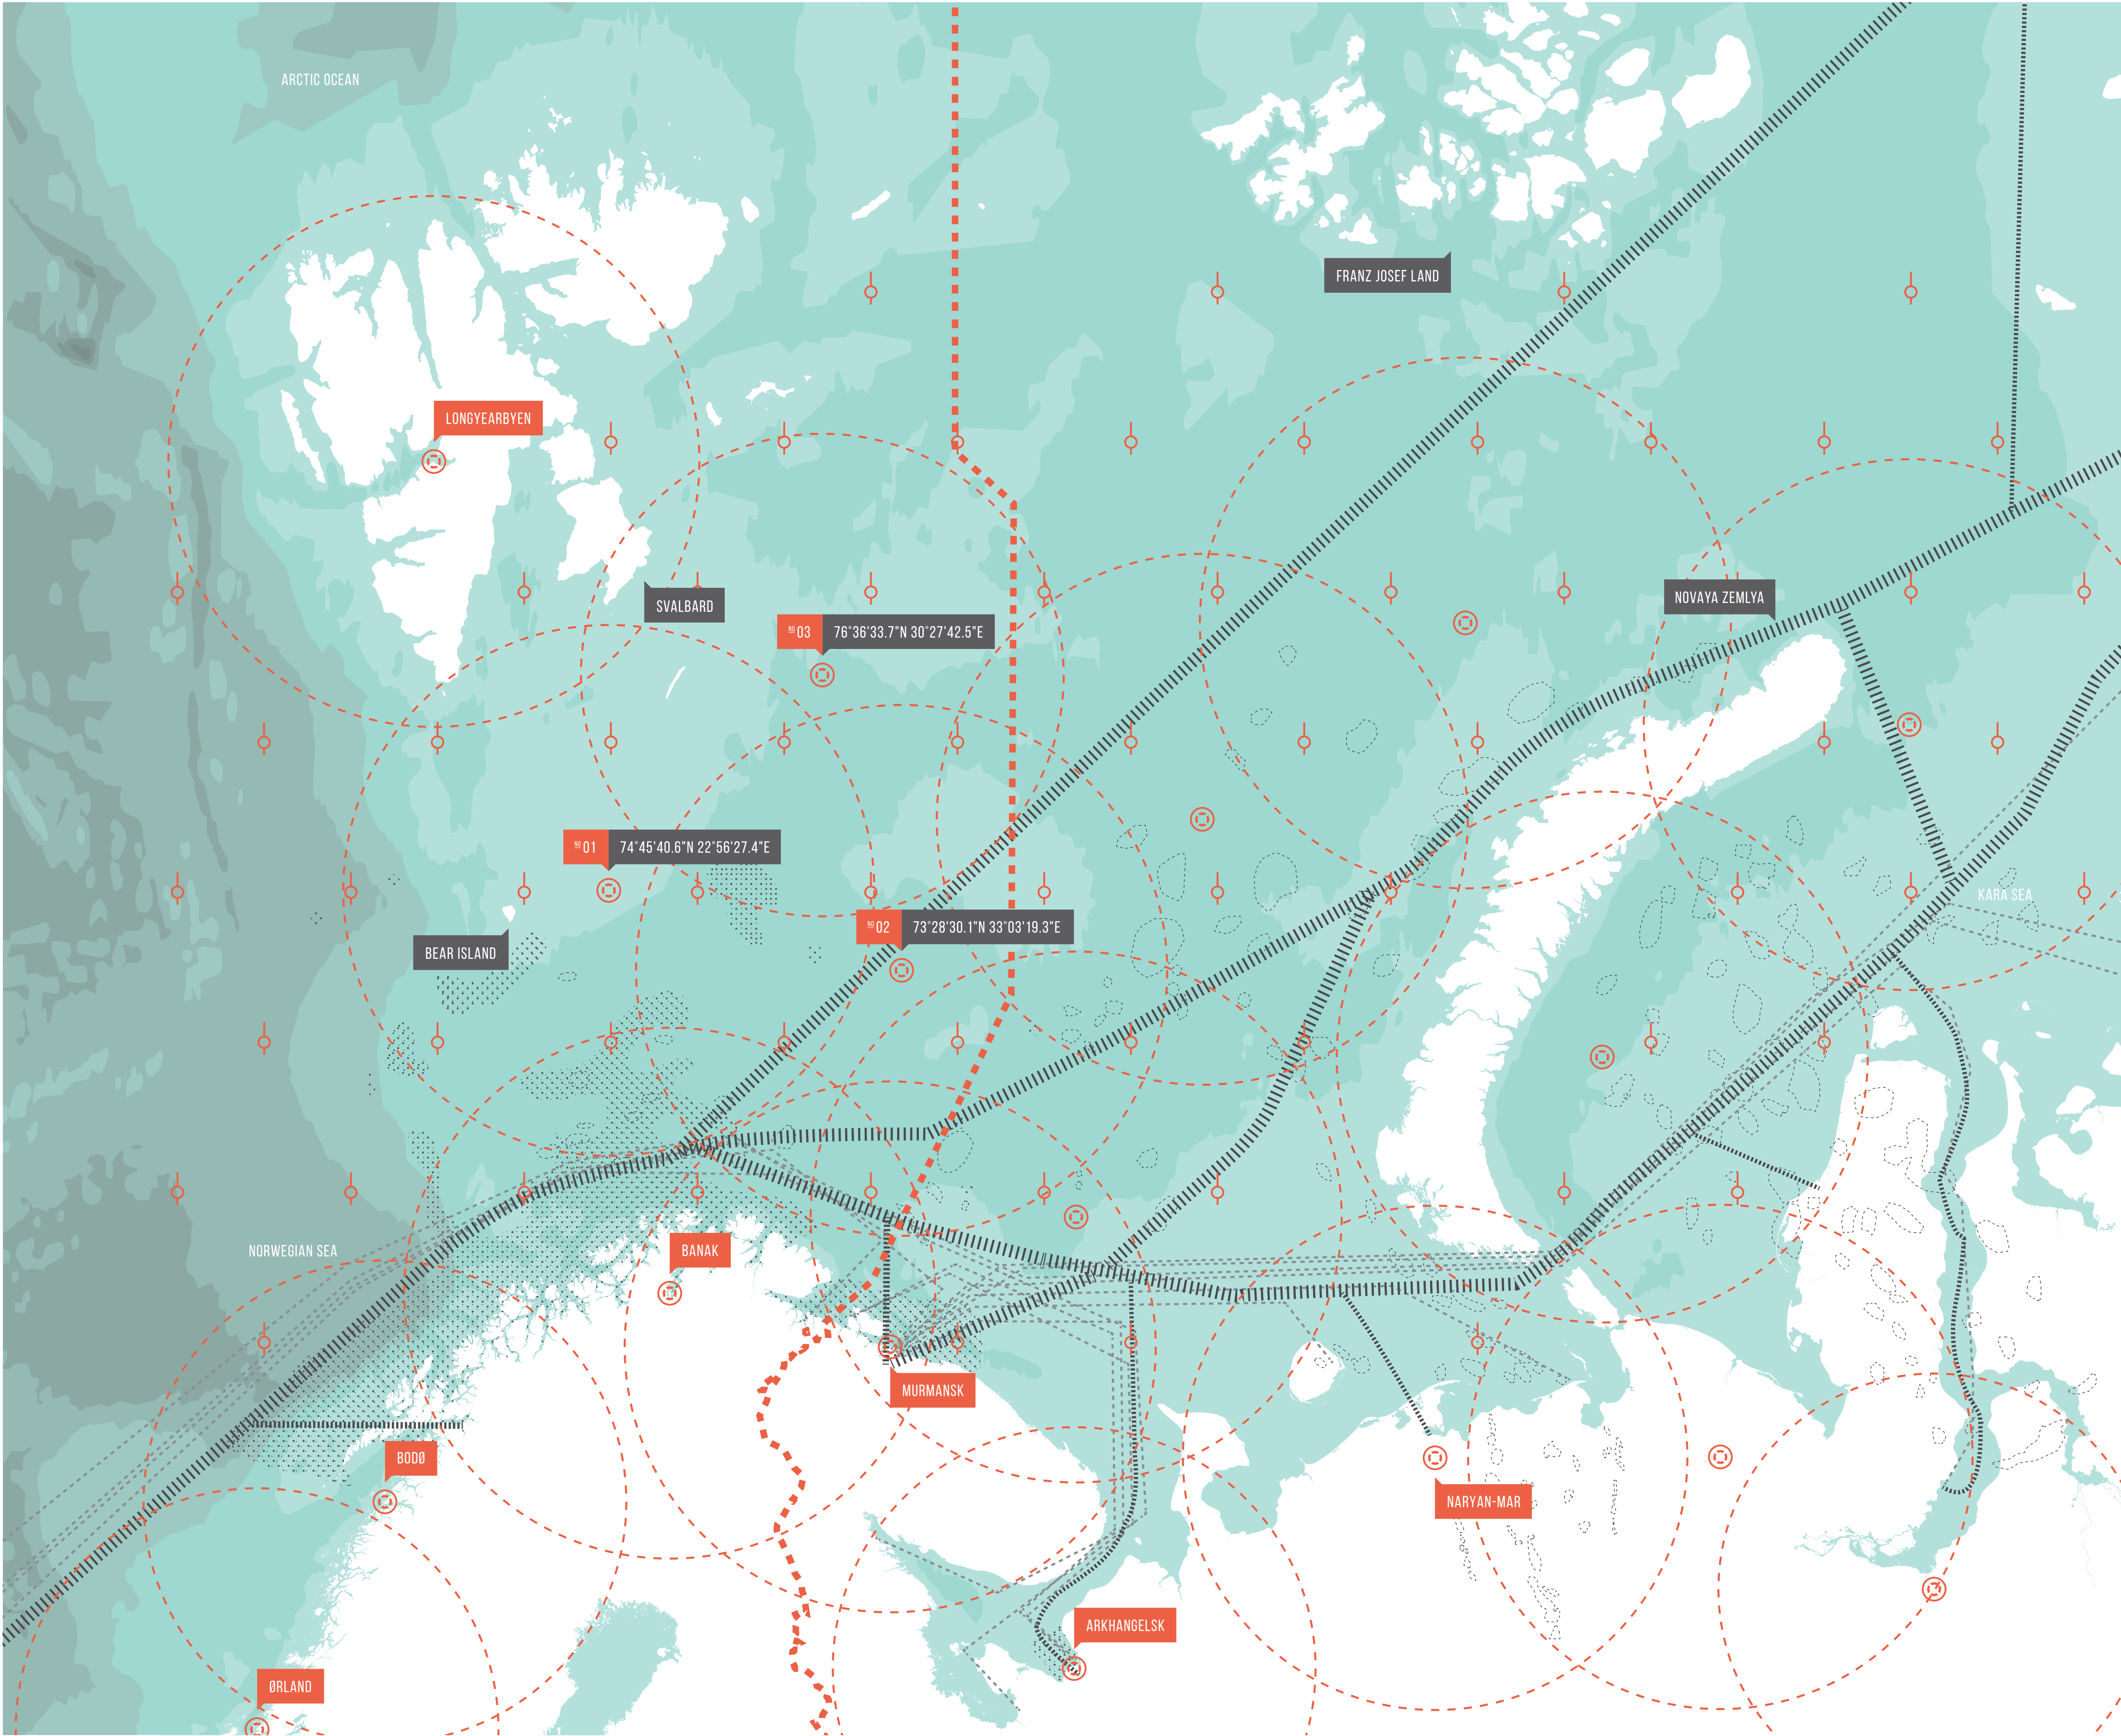 ARCTIC OCEAN
FRANZ JOSEF LAND
LONGYEARBYEN
NOVAYA ZEMLYA
SVALBARD
NO 03 76°36'33.7"N 30°27'42.5"E
NO 01 74°45'40.6"N 22°56'27.4"E
KARA SEA
NO 02 73°28'30.1"N 33°03'19.3"E
BEAR ISLAND
NORWEGIAN SEA
BANAK
MURMANSK
BODØ
NARYAN-MAR
ARKHANGELSK
ØRLAND